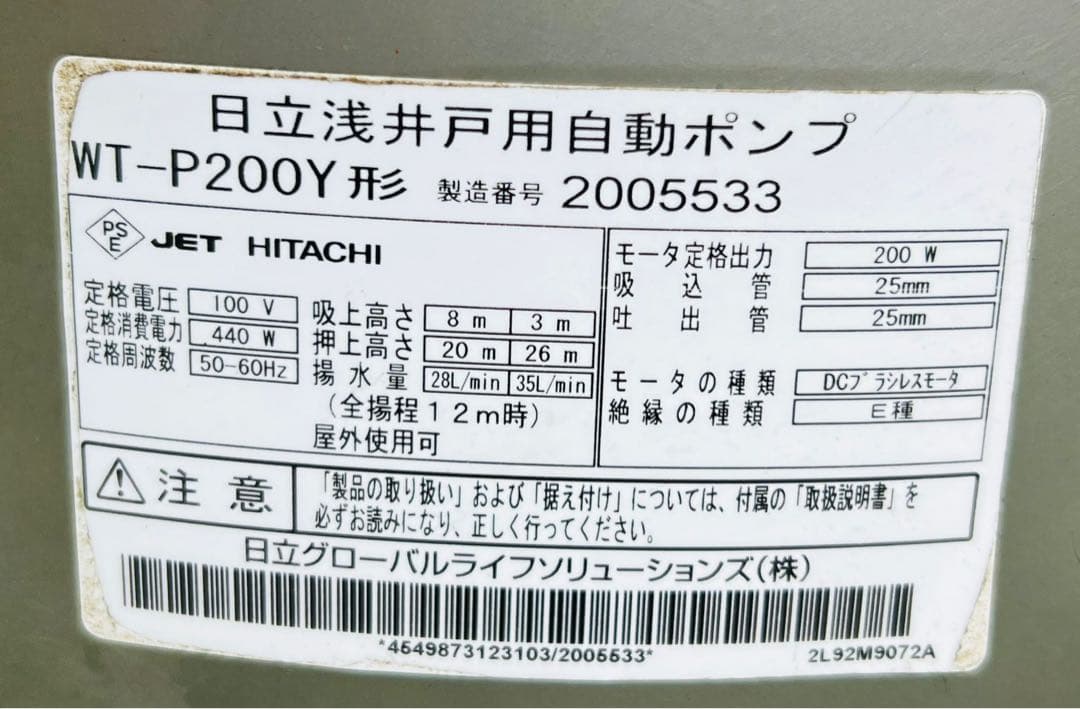 日立浅井戸用自動ポンプ
WT-P200Y形 製造番号 2005533
PS E JET HITACHI
定格電圧 100 V
定格消費電力 440 W
定格周波数 50-60Hz
吸上高さ 8 m 3 m
押上高さ 20 m 26 m
揚水量 28L/min 35L/min
(全揚程12m時)
屋外使用可
モータ定格出力 200 W
吸込管 25mm
吐出管 25mm
モータの種類 DCブラシレスモータ
絶縁の種類 E種
注意
「製品の取り扱い」および「据え付け」については、付属の「取扱説明書」を
必ずお読みになり、正しく行ってください。
日立グローバルライフソリューションズ(株)
*4549873123103/2005533*
2L92M9072A